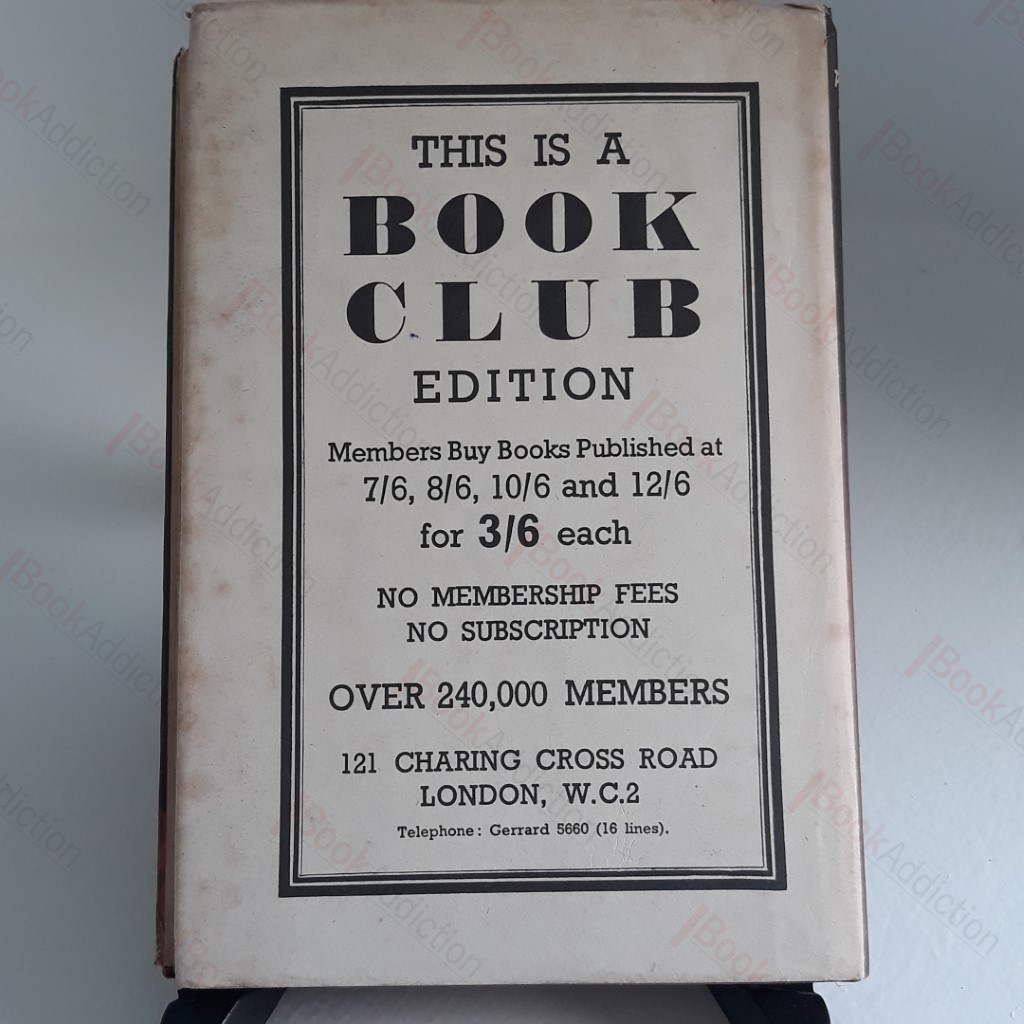 THIS IS A
BOOK
CLUB
EDITION
Members Buy Books Published at
7/6, 8/6, 10/6 and 12/6
for 3/6 each
NO MEMBERSHIP FEES
NO SUBSCRIPTION
OVER 240,000 MEMBERS
121 CHARING CROSS ROAD
LONDON, W.C.2
Telephone: Gerrard 5660 (16 lines).
BookAddiction